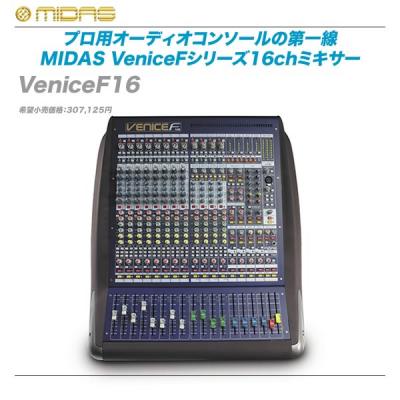 MIDAS
プロ用オーディオコンソールの第一線
MIDAS VeniceFシリーズ16chミキサー
VeniceF16
希望小売価格:307,125円
VENICEF